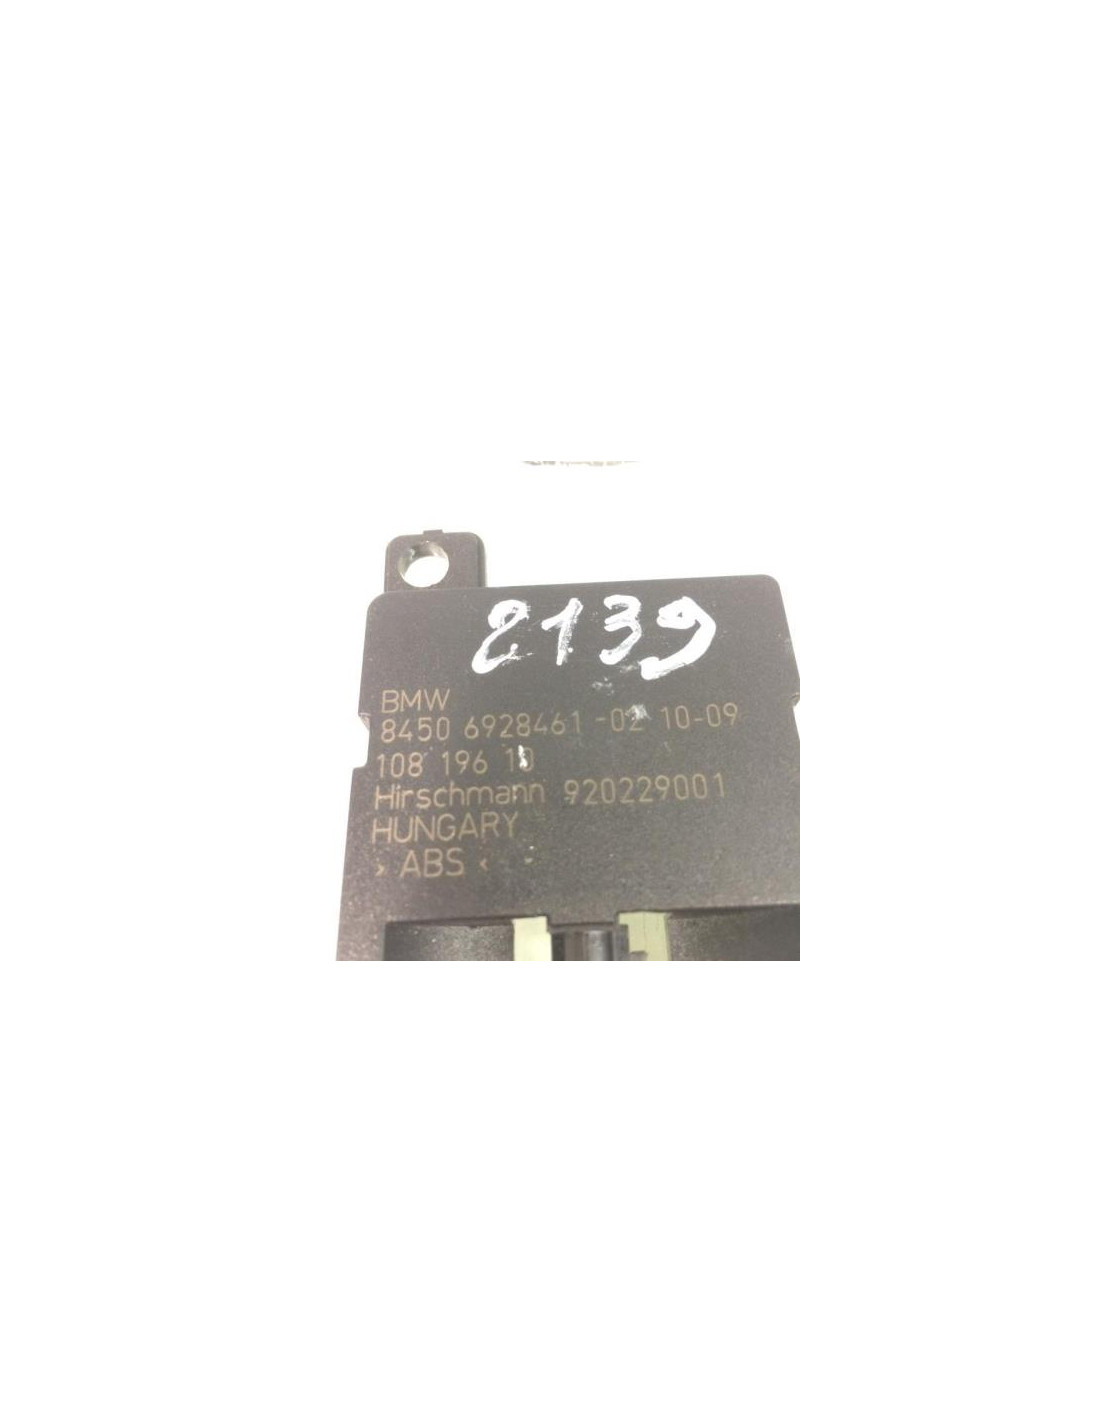 2139
BMW
8450 6928461-02 10-09
108 196 10
Hirschmann 920229001
HUNGARY
> ABS <